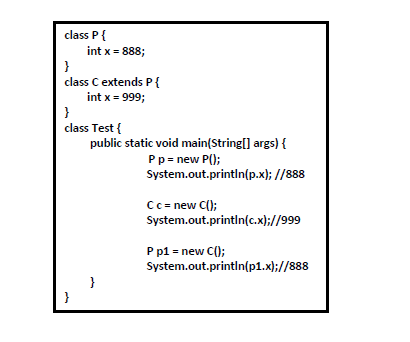 class P {
int x = 888;
}
class C extends P {
int x = 999;
}
class Test {
public static void main(String[] args) {
P p = new P();
System.out.println(p.x); //888
C c = new C();
System.out.println(c.x);//999
P p1 = new C();
System.out.println(p1.x);//888
}
}